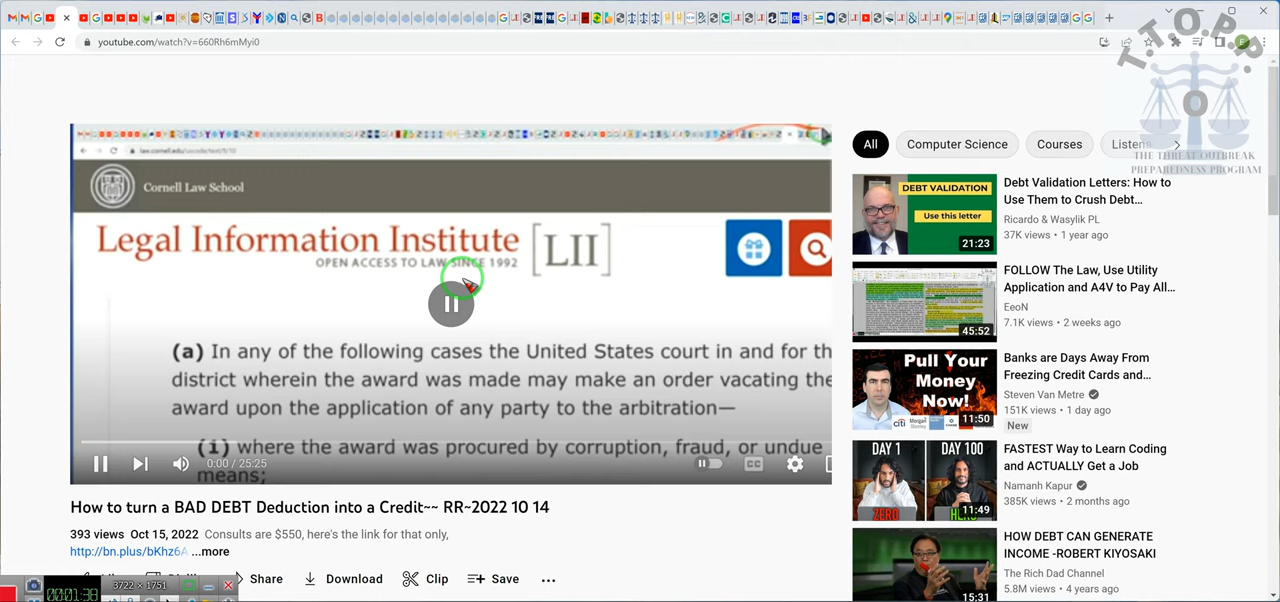 youtube.com/watch?v=660Rh6mMyi0
T.T.O.P.P.
O
THE THREAT OUTBREAK
PREPAREDNESS PROGRAM
Cornell Law School
Legal Information Institute [LII]
OPEN ACCESS TO LAW SINCE 1992
(a) In any of the following cases the United States court in and for th
district wherein the award was made may make an order vacating the
award upon the application of any party to the arbitration—
(1) where the award was procured by corruption, fraud, or undue
means;
0:00 / 25:25
CC
How to turn a BAD DEBT Deduction into a Credit~~ RR~2022 10 14
393 views Oct 15, 2022 Consults are $550, here's the link for that only,
http://bn.plus/bKhz6A ...more
Share Download Clip Save ...
3722 × 1751
00:01:38
All Computer Science Courses Listen
DEBT VALIDATION
Use this letter
21:23
Debt Validation Letters: How to
Use Them to Crush Debt...
Ricardo & Wasylik PL
37K views • 1 year ago
45:52
FOLLOW The Law, Use Utility
Application and A4V to Pay All...
EeoN
7.1K views • 2 weeks ago
Pull Your
Money
Now!
citi
11:50
Banks are Days Away From
Freezing Credit Cards and...
Steven Van Metre
151K views • 1 day ago
New
DAY 1 DAY 100
ZERO
11:49
FASTEST Way to Learn Coding
and ACTUALLY Get a Job
Namanh Kapur
385K views • 2 months ago
15:31
HOW DEBT CAN GENERATE
INCOME -ROBERT KIYOSAKI
The Rich Dad Channel
5.8M views • 4 years ago